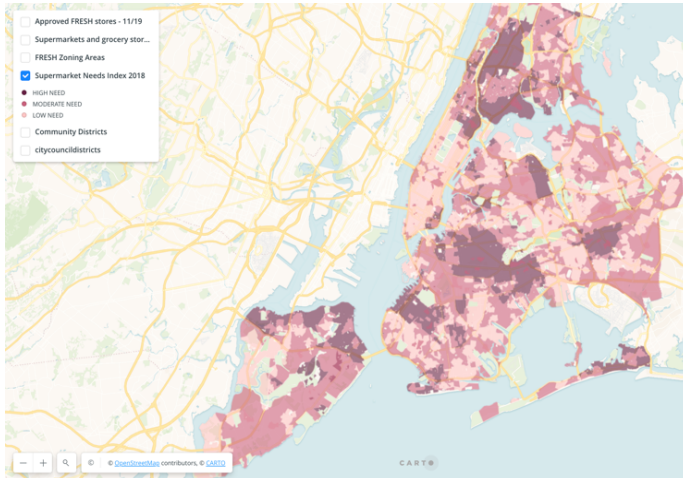 Approved FRESH stores - 11/19
Supermarkets and grocery stor...
FRESH Zoning Areas
Supermarket Needs Index 2018
HIGH NEED
MODERATE NEED
LOW NEED
Community Districts
citycouncildistricts
© © OpenStreetMap contributors, © CARTO
CARTO